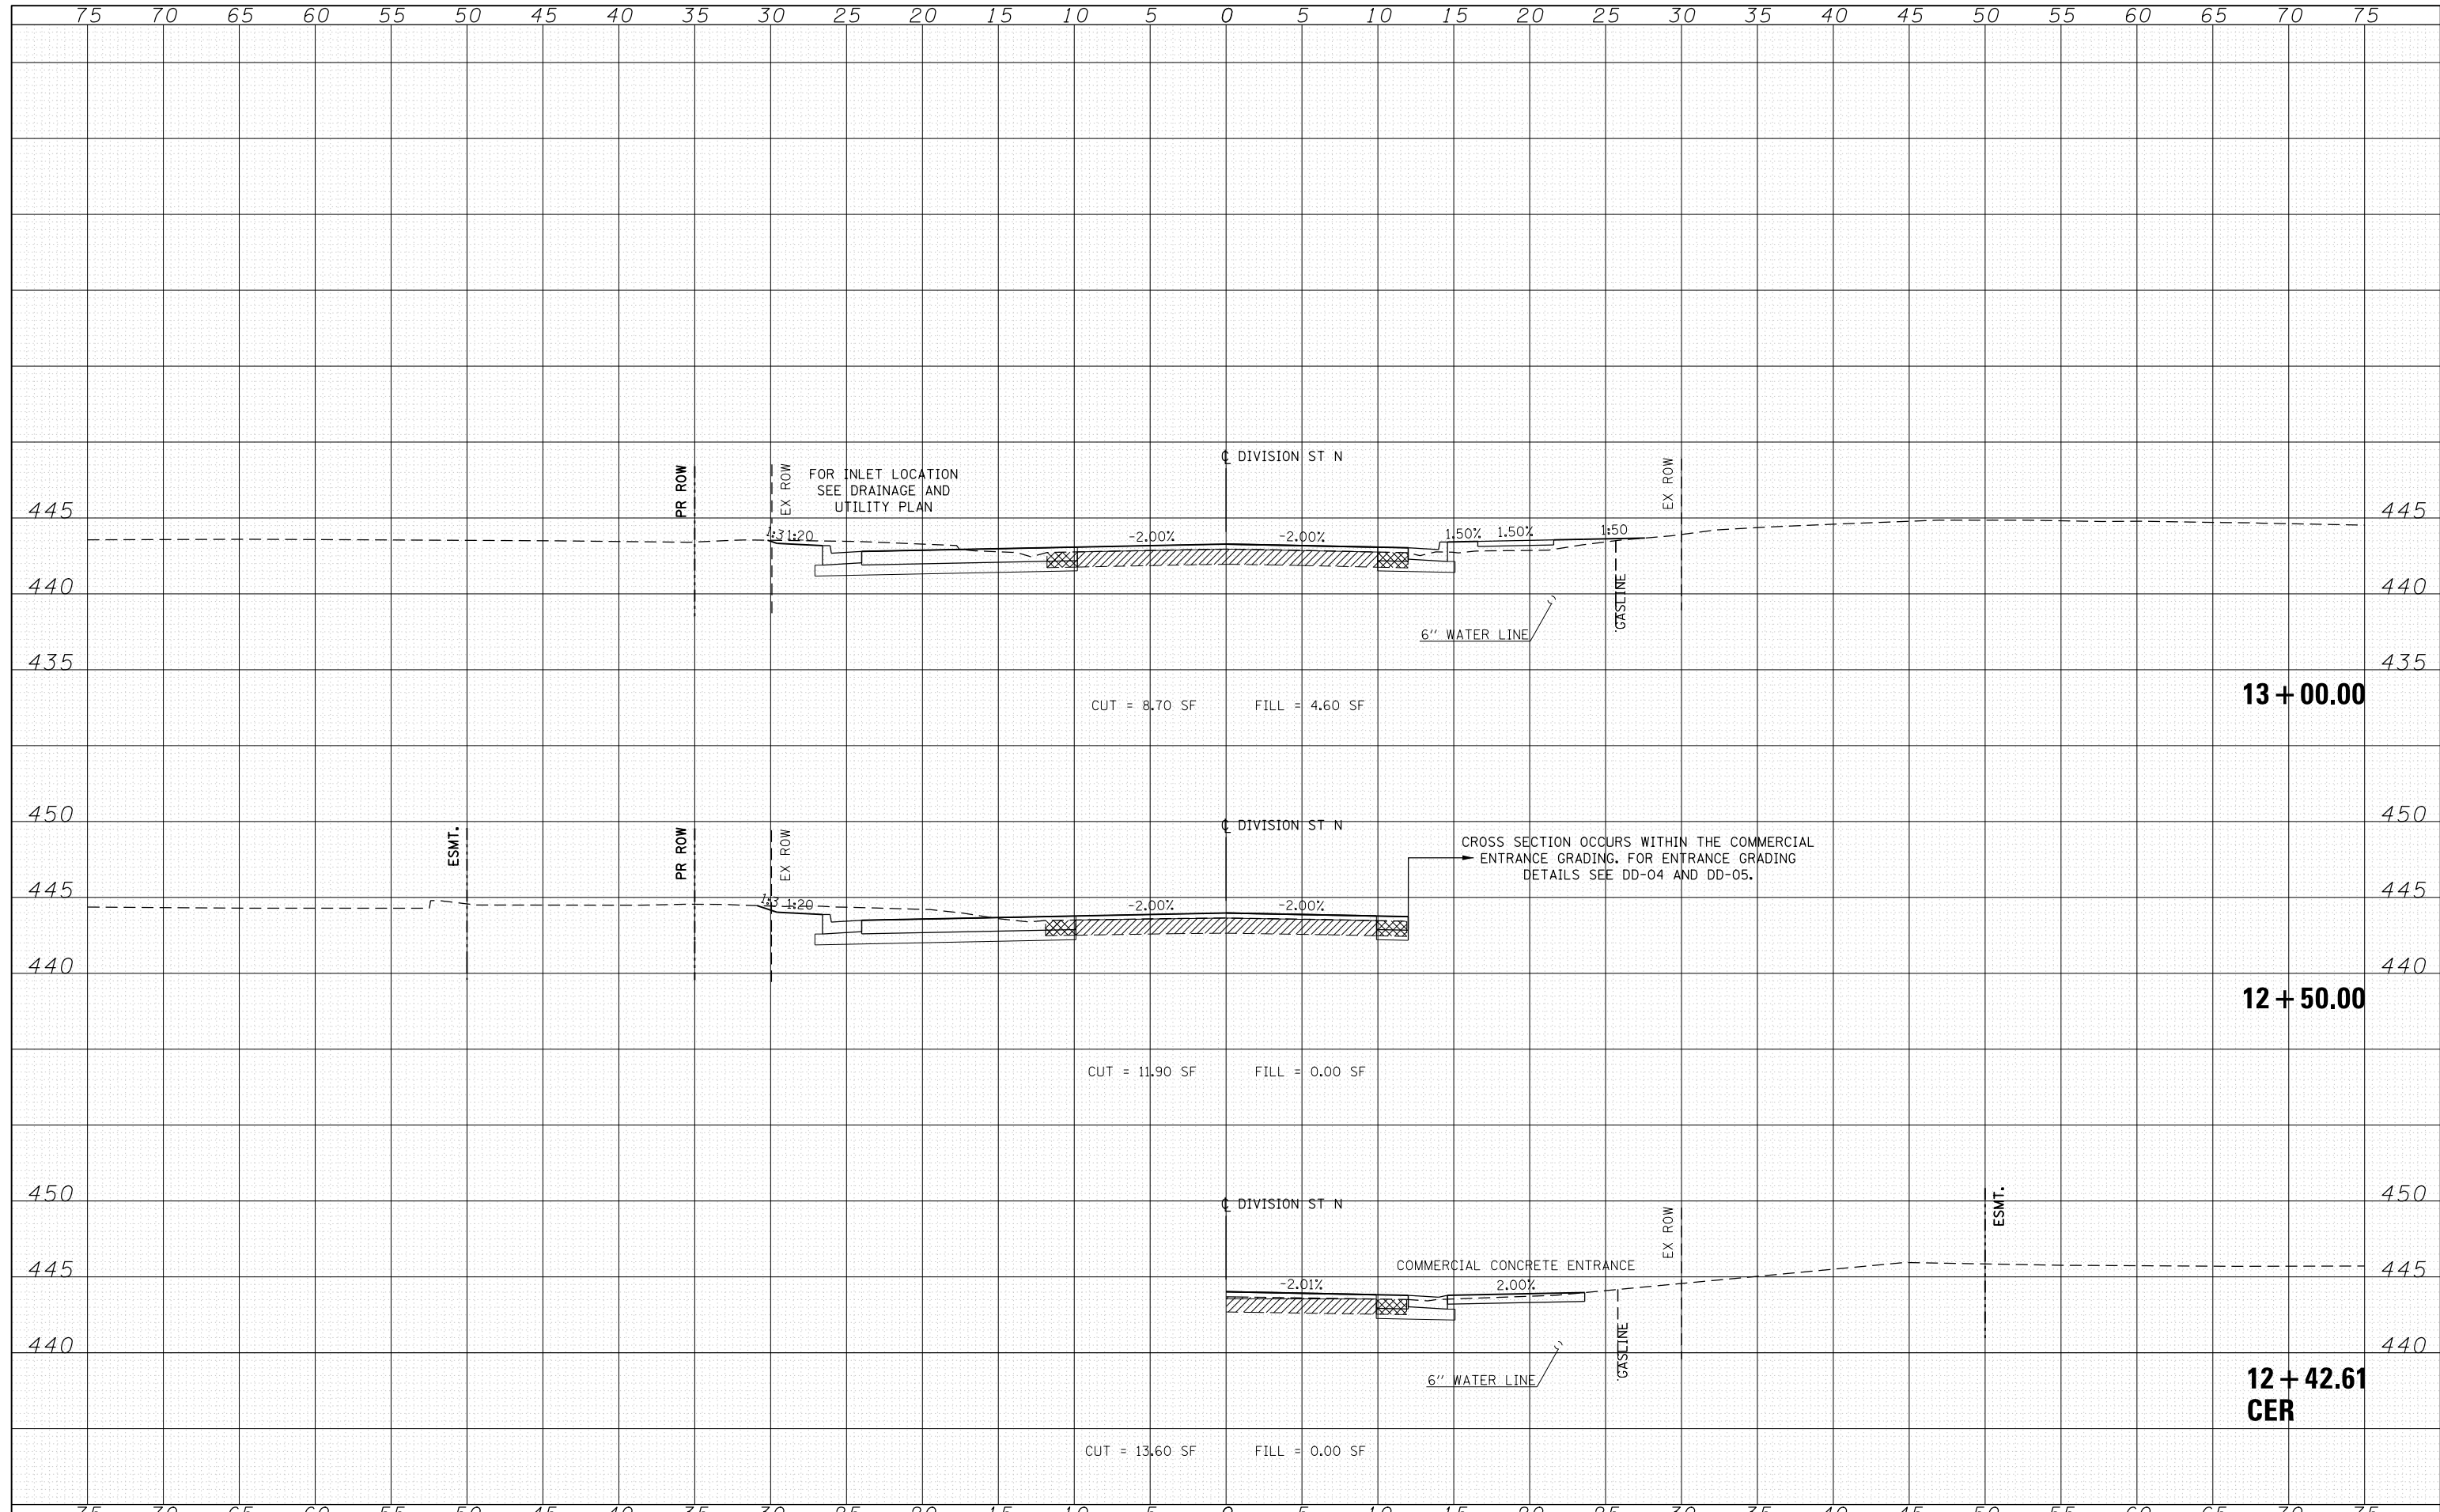 75 70 65 60 55 50 45 40 35 30 25 20 15 10 5 0 5 10 15 20 25 30 35 40 45 50 55 60 65 70 75
℄ DIVISION ST N
PR ROW
EX ROW
FOR INLET LOCATION
SEE DRAINAGE AND
UTILITY PLAN
EX ROW
445 445
1:3 1:20 -2.00% -2.00% 1.50% 1.50% 1:50
440 440
GASLINE
6'' WATER LINE
435 435
13+00.00
CUT = 8.70 SF FILL = 4.60 SF
450 450
℄ DIVISION ST N
ESMT.
PR ROW
EX ROW
CROSS SECTION OCCURS WITHIN THE COMMERCIAL
ENTRANCE GRADING. FOR ENTRANCE GRADING
DETAILS SEE DD-04 AND DD-05.
445 445
1:3 1:20 -2.00% -2.00%
440 440
12+50.00
CUT = 11.90 SF FILL = 0.00 SF
450 450
℄ DIVISION ST N
EX ROW
ESMT.
COMMERCIAL CONCRETE ENTRANCE
445 445
-2.01% 2.00%
440 440
GASLINE
6'' WATER LINE
12+42.61
CER
CUT = 13.60 SF FILL = 0.00 SF
75 70 65 60 55 50 45 40 35 30 25 20 15 10 5 0 5 10 15 20 25 30 35 40 45 50 55 60 65 70 75